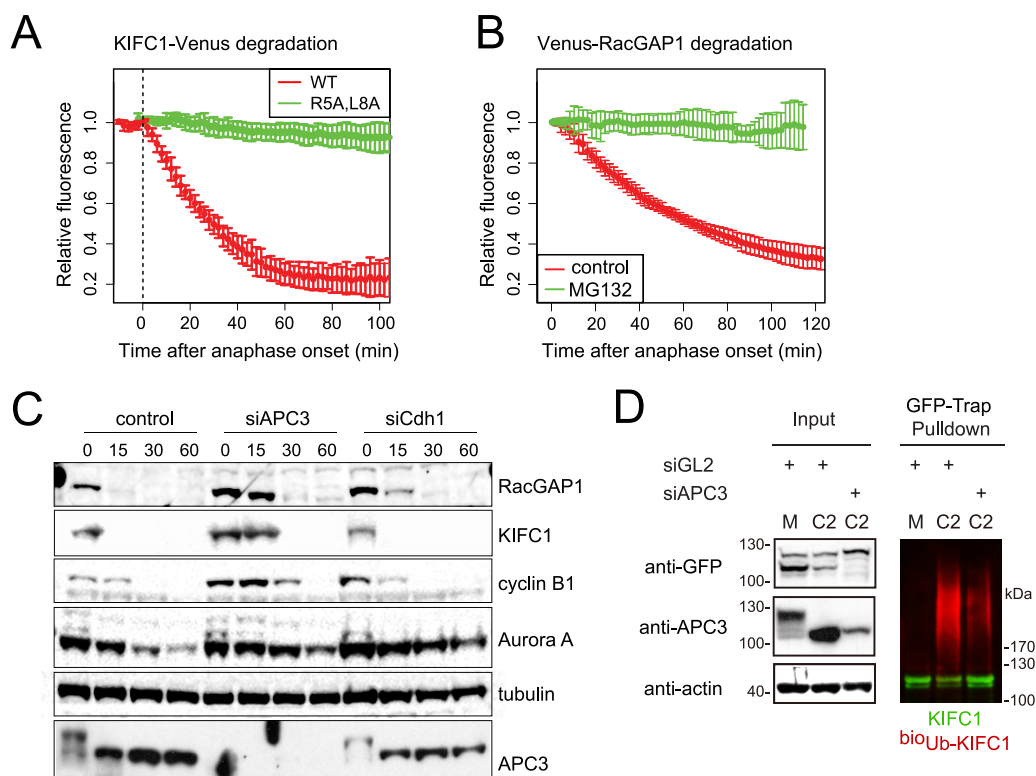 A
KIFC1-Venus degradation
WT
R5A,L8A
Relative fluorescence
1.0
0.8
0.6
0.4
0.2
0 20 40 60 80 100
Time after anaphase onset (min)
B
Venus-RacGAP1 degradation
control
MG132
Relative fluorescence
1.0
0.8
0.6
0.4
0.2
0 20 40 60 80 100 120
Time after anaphase onset (min)
C
control siAPC3 siCdh1
0 15 30 60 0 15 30 60 0 15 30 60
RacGAP1
KIFC1
cyclin B1
Aurora A
tubulin
APC3
D
Input GFP-Trap
Pulldown
siGL2 + + + +
siAPC3 + +
M C2 C2 M C2 C2
anti-GFP 130- 100-
anti-APC3 130- 100-
anti-actin 40-
kDa
-170
-130
-100
KIFC1
bioUb-KIFC1